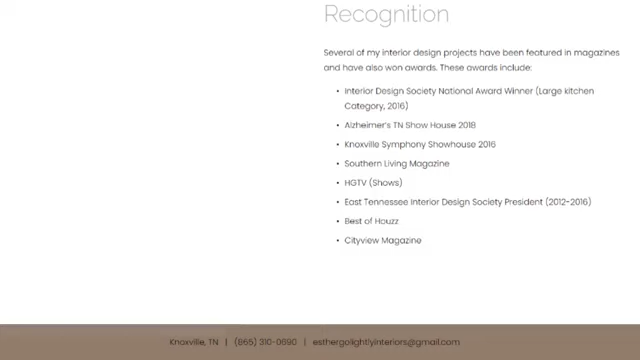 Recognition
Several of my interior design projects have been featured in magazines
and have also won awards. These awards include:
• Interior Design Society National Award Winner (Large kitchen
Category, 2016)
• Alzheimer's TN Show House 2018
• Knoxville Symphony Showhouse 2016
• Southern Living Magazine
• HGTV (Shows)
• East Tennessee Interior Design Society President (2012-2016)
• Best of Houzz
• Cityview Magazine
Knoxville, TN | (865) 310-0690 | esthergolightlyinteriors@gmail.com